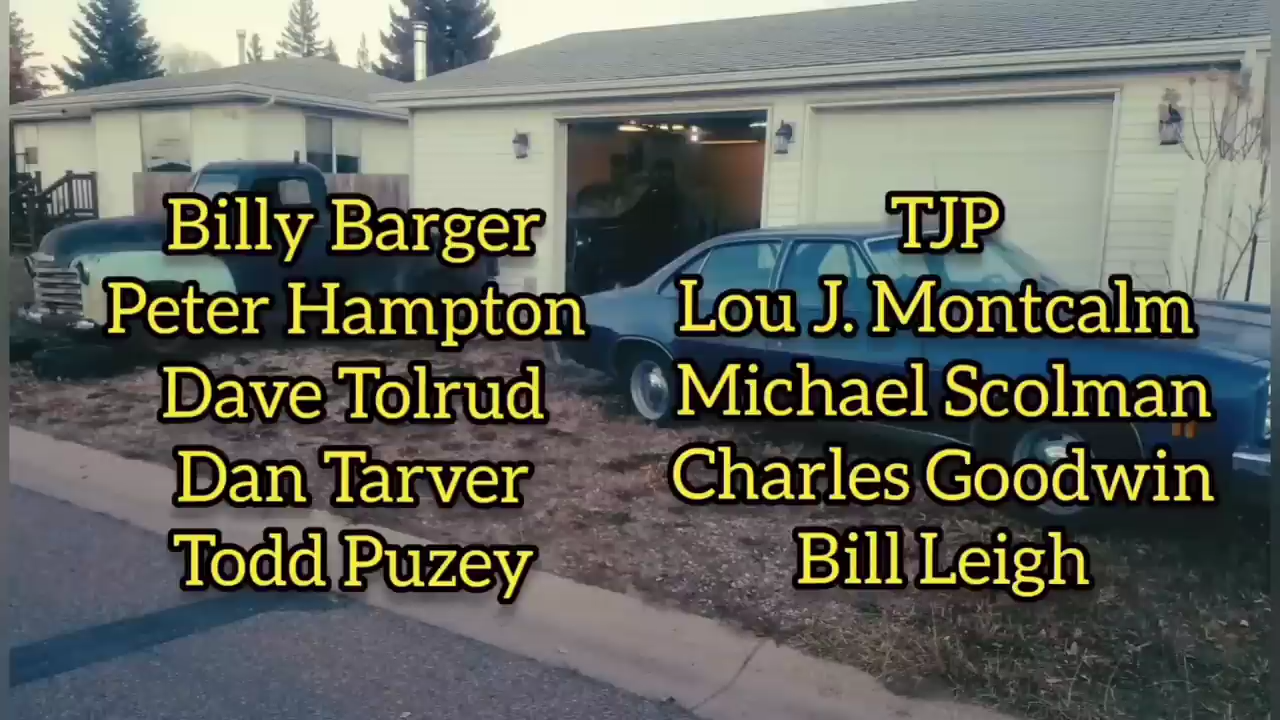 Billy Barger
Peter Hampton
Dave Tolrud
Dan Tarver
Todd Puzey
TJP
Lou J. Montcalm
Michael Scolman
Charles Goodwin
Bill Leigh